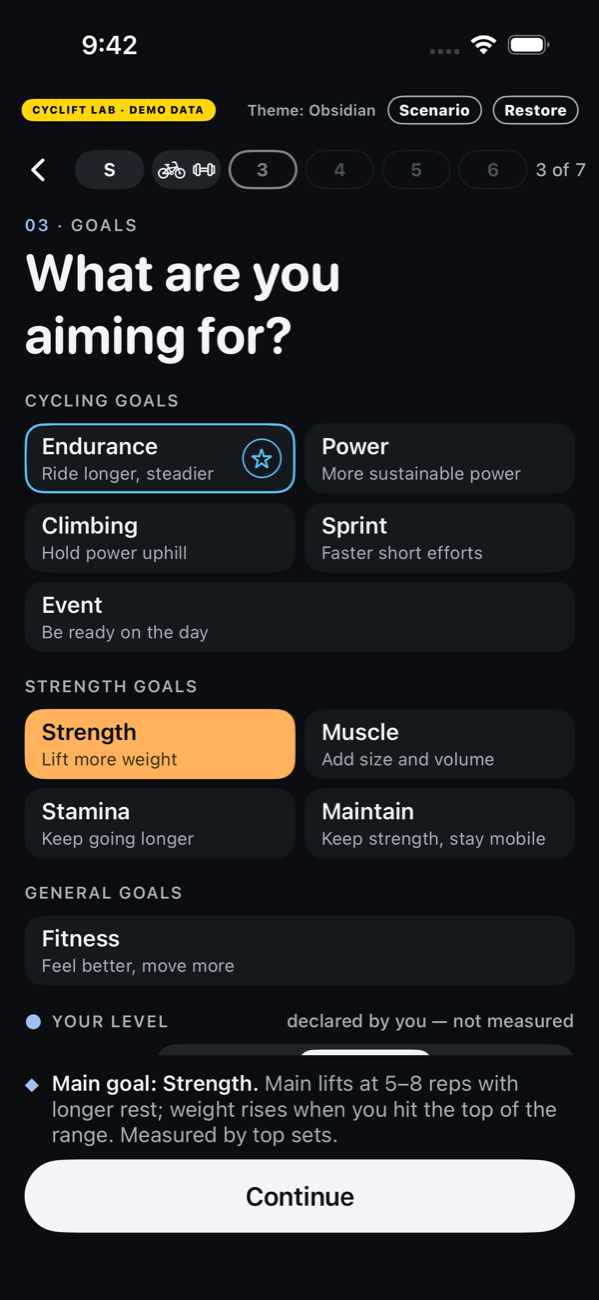 9:42
CYCLIFT LAB · DEMO DATA
Theme: Obsidian
Scenario
Restore
S
3
4
5
6
3 of 7
03 · GOALS
What are you
aiming for?
CYCLING GOALS
Endurance
Ride longer, steadier
Power
More sustainable power
Climbing
Hold power uphill
Sprint
Faster short efforts
Event
Be ready on the day
STRENGTH GOALS
Strength
Lift more weight
Muscle
Add size and volume
Stamina
Keep going longer
Maintain
Keep strength, stay mobile
GENERAL GOALS
Fitness
Feel better, move more
YOUR LEVEL
declared by you — not measured
Main goal: Strength. Main lifts at 5–8 reps with
longer rest; weight rises when you hit the top of the
range. Measured by top sets.
Continue